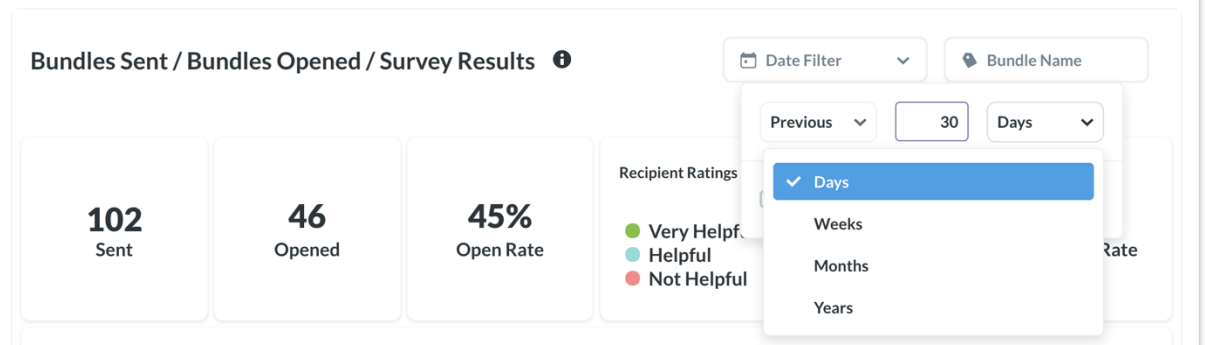 Bundles Sent / Bundles Opened / Survey Results
Date Filter
Bundle Name
Previous
30
Days
102
Sent
46
Opened
45%
Open Rate
Recipient Ratings
Very
Helpful
Not Helpful
Days
Weeks
Months
Years